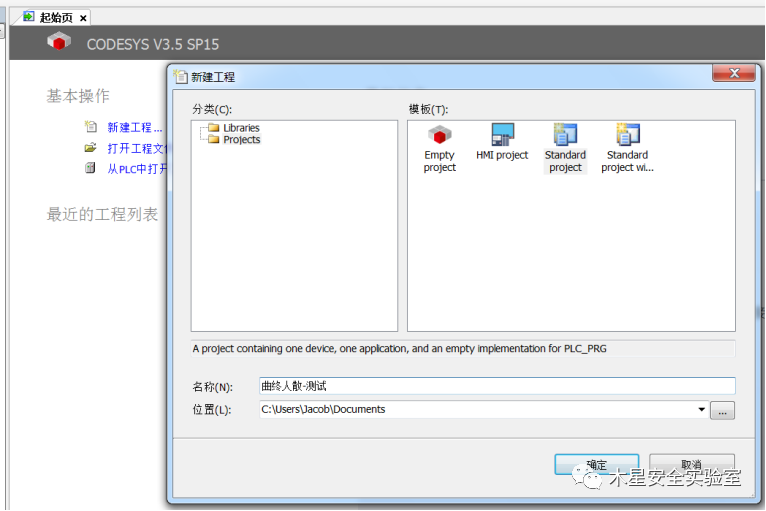 起始页
CODESYS V3.5 SP15
基本操作
新建工程...
打开工程文
从PLC中打开
最近的工程列表
新建工程
分类(C):
Libraries
Projects
模板(T):
Empty project
HMI project
Standard project
Standard project wi...
A project containing one device, one application, and an empty implementation for PLC_PRG
名称(N):
曲终人散-测试
位置(L):
C:\Users\Jacob\Documents
...
确定
取消
木星安全实验室